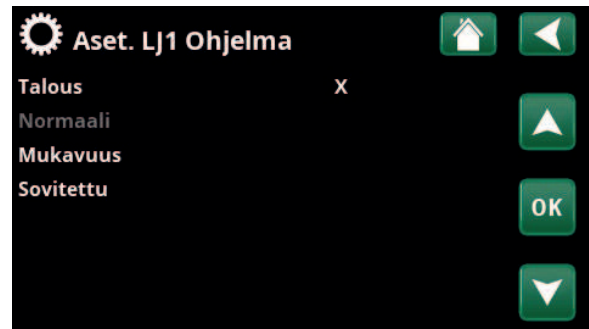 Aset. LJ1 Ohjelma
Talous X
Normaali
Mukavuus
Sovitettu
OK